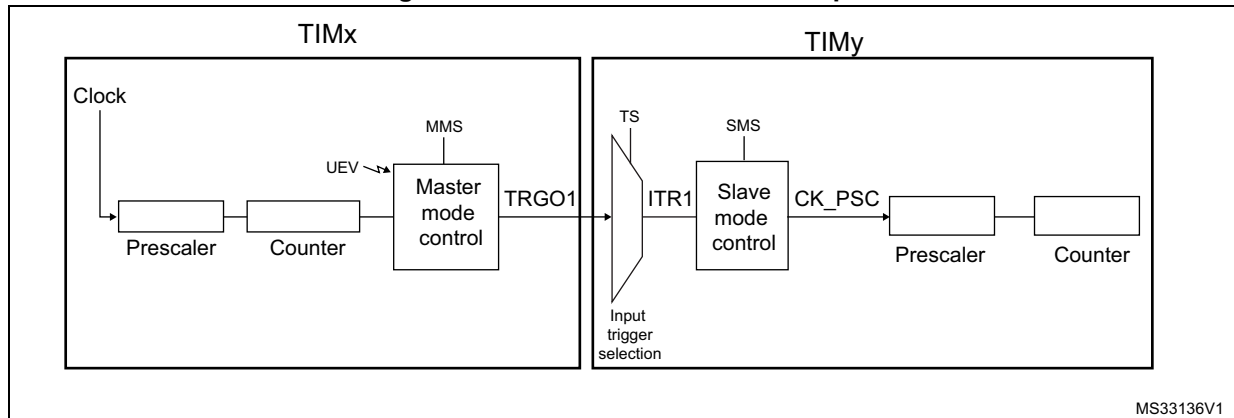 TIMx
TIMy
Clock
MMS
UEV
Master
mode
control
TRGO1
Prescaler
Counter
TS
SMS
ITR1
Slave
mode
control
CK_PSC
Prescaler
Counter
Input
trigger
selection
MS33136V1